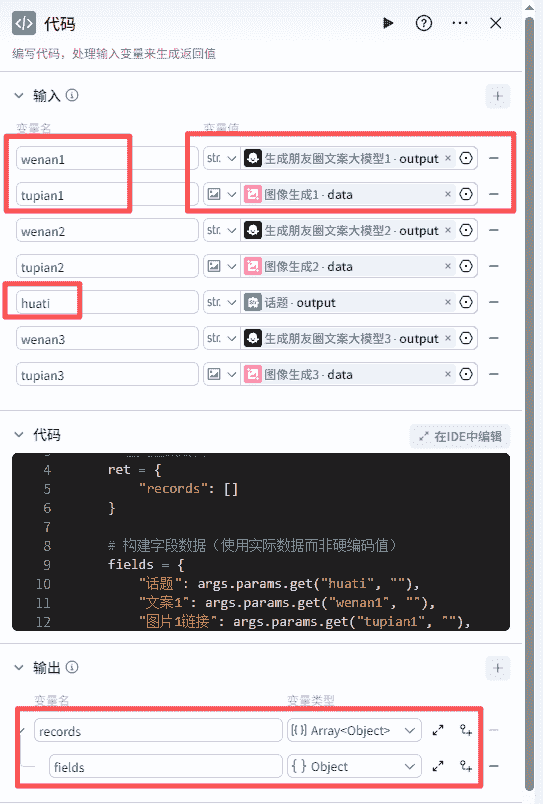 代码
编写代码，处理输入变量来生成返回值
输入
变量名 变量值
wenan1 str. 生成朋友圈文案大模型1 · output
tupian1 图像生成1 · data
wenan2 str. 生成朋友圈文案大模型2 · output
tupian2 图像生成2 · data
huati str. 话题 · output
wenan3 str. 生成朋友圈文案大模型3 · output
tupian3 图像生成3 · data
代码 在IDE中编辑
4 ret = {
5 "records": []
6 }
7
8 # 构建字段数据（使用实际数据而非硬编码值）
9 fields = {
10 "话题": args.params.get("huati", ""),
11 "文案1": args.params.get("wenan1", ""),
12 "图片1链接": args.params.get("tupian1", ""),
输出
变量名 变量类型
records Array<Object>
fields Object